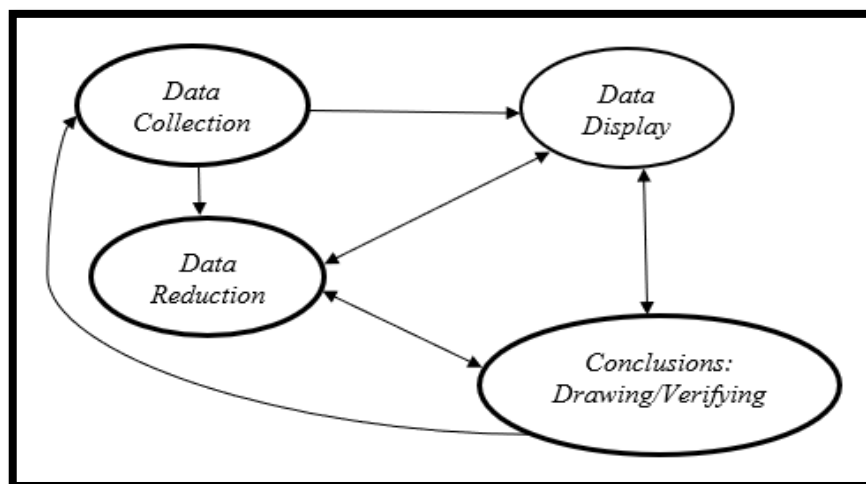 Data
Collection
Data
Display
Data
Reduction
Conclusions:
Drawing/Verifying